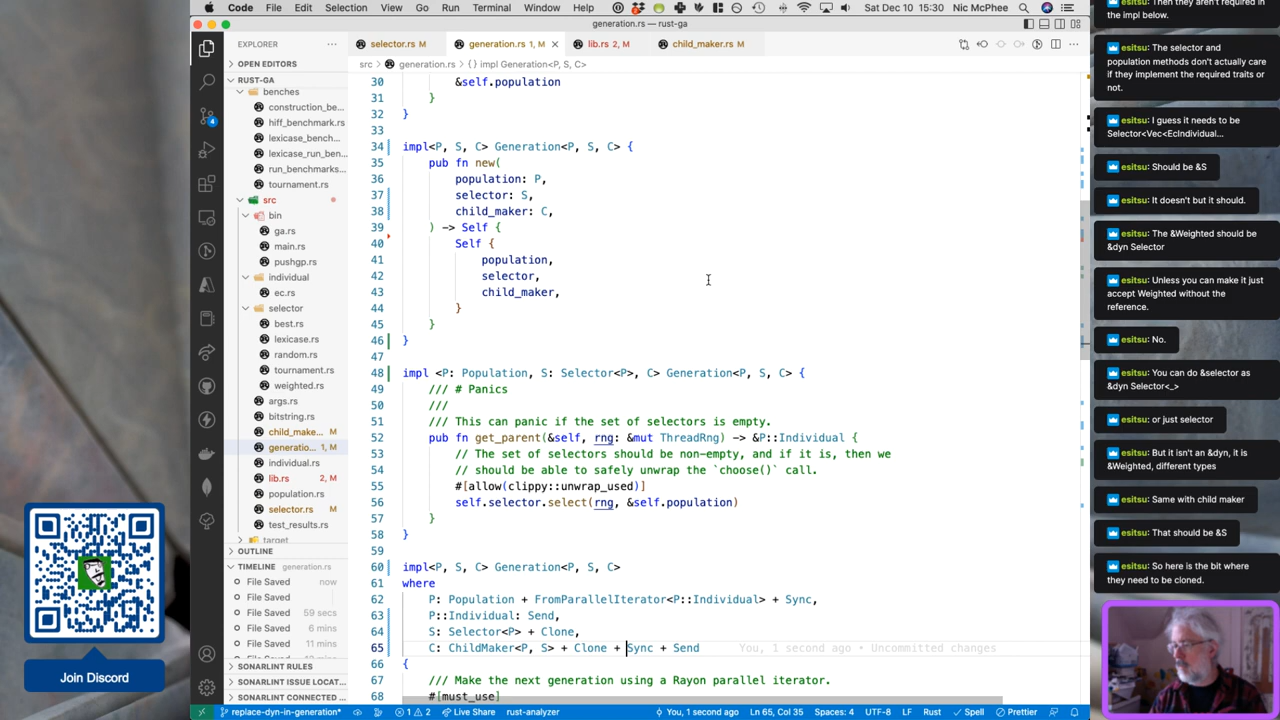 Code File Edit Selection View Go Run Terminal Window Help Sat Dec 10 15:30 Nic McPhee
generation.rs — rust-ga
EXPLORER
OPEN EDITORS
RUST-GA
benches
construction_be...
hiff_benchmark.rs
lexicase_bench...
lexicase_run_ben...
run_benchmarks...
tournament.rs
src
bin
ga.rs
main.rs
pushgp.rs
individual
ec.rs
selector
best.rs
lexicase.rs
random.rs
tournament.rs
weighted.rs
args.rs
bitstring.rs
child_make... M
generatio... 1, M
individual.rs
lib.rs 2, M
population.rs
selector.rs M
test_results.rs
target
OUTLINE
TIMELINE generation.rs
File Saved now
File Saved
File Saved 59 secs
File Saved 6 mins
File Saved 11 mins
SONARLINT RULES
SONARLINT ISSUE LOCAT...
SONARLINT CONNECTED ...
selector.rs M generation.rs 1, M lib.rs 2, M child_maker.rs M
src > generation.rs > {} impl Generation<P, S, C>
30 &self.population
31 }
32 }
33
34 impl<P, S, C> Generation<P, S, C> {
35 pub fn new(
36 population: P,
37 selector: S,
38 child_maker: C,
39 ) -> Self {
40 Self {
41 population,
42 selector,
43 child_maker,
44 }
45 }
46 }
47
48 impl <P: Population, S: Selector<P>, C> Generation<P, S, C> {
49 /// # Panics
50 ///
51 /// This can panic if the set of selectors is empty.
52 pub fn get_parent(&self, rng: &mut ThreadRng) -> &P::Individual {
53 // The set of selectors should be non-empty, and if it is, then we
54 // should be able to safely unwrap the `choose()` call.
55 #[allow(clippy::unwrap_used)]
56 self.selector.select(rng, &self.population)
57 }
58 }
59
60 impl<P, S, C> Generation<P, S, C>
61 where
62 P: Population + FromParallelIterator<P::Individual> + Sync,
63 P::Individual: Send,
64 S: Selector<P> + Clone,
65 C: ChildMaker<P, S> + Clone + Sync + Send You, 1 second ago • Uncommitted changes
66 {
67 /// Make the next generation using a Rayon parallel iterator.
68 #[must_use]
replace-dyn-in-generation* 1 2 Live Share rust-analyzer You, 1 second ago Ln 65, Col 35 Spaces: 4 UTF-8 LF Rust Spell Prettier
Join Discord
esitsu: Then they aren't required in
the impl below.
esitsu: The selector and
population methods don't actually care
if they implement the required traits or
not.
esitsu: I guess it needs to be
Selector<Vec<EcIndividual...
esitsu: Should be &S
esitsu: It doesn't but it should.
esitsu: The &Weighted should be
&dyn Selector
esitsu: Unless you can make it just
accept Weighted without the
reference.
esitsu: No.
esitsu: You can do &selector as
&dyn Selector<_>
esitsu: or just selector
esitsu: But it isn't an &dyn, it is
&Weighted, different types
esitsu: Same with child maker
esitsu: That should be &S
esitsu: So here is the bit where
they need to be cloned.